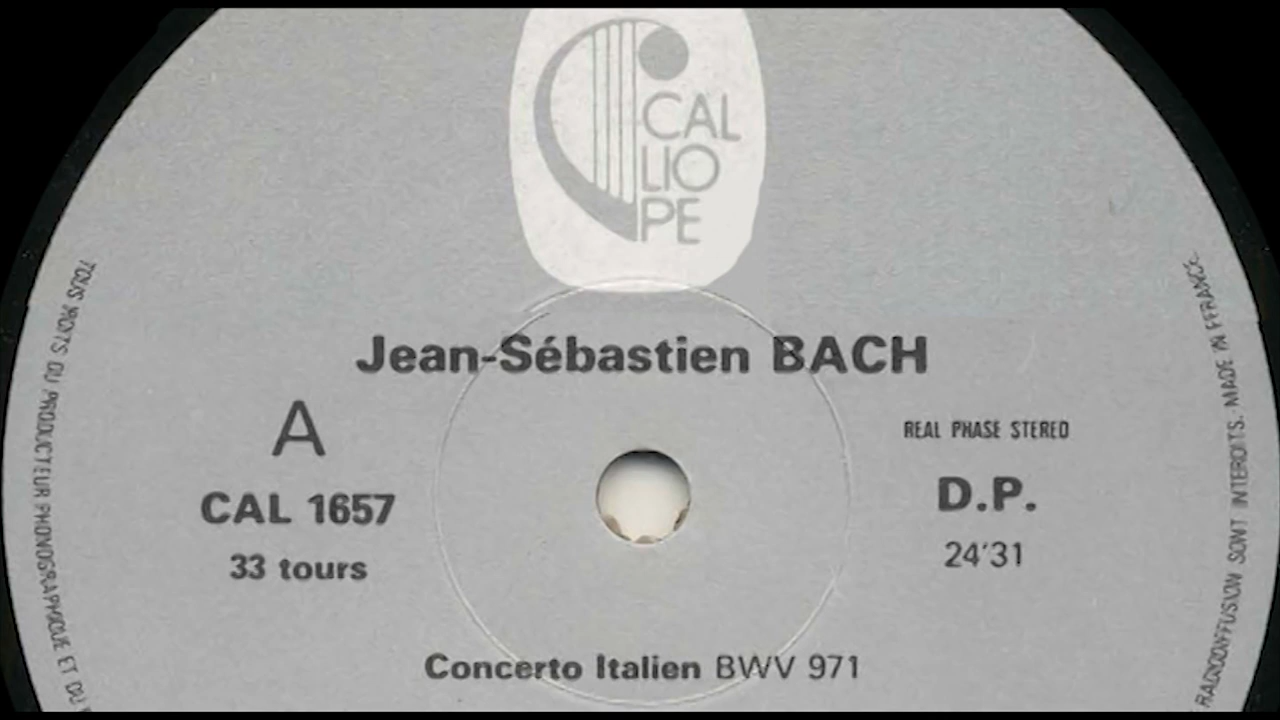 CAL
LIO
PE
Jean-Sébastien BACH
A
CAL 1657
33 tours
REAL PHASE STEREO
D.P.
24'31
Concerto Italien BWV 971
TOUS DROITS DU PRODUCTEUR PHONOGRAPHIQUE ET DU
RADIODIFFUSION SONT INTERDITS. MADE IN FRANCE